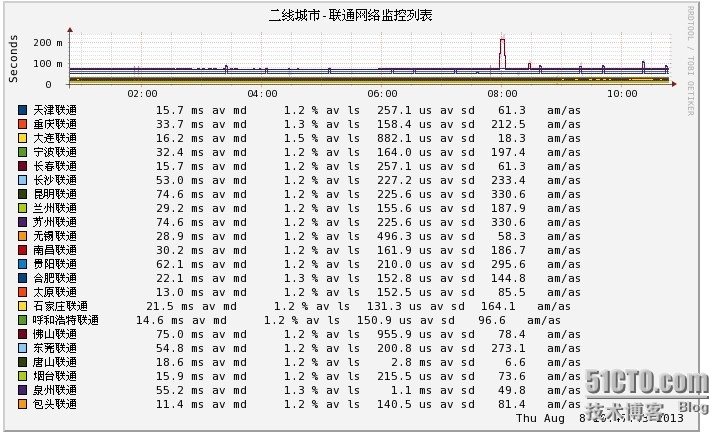 二线城市-联通网络监控列表
RRDTOOL / TOBI OETIKER
Seconds
200 m
100 m
0
02:00 04:00 06:00 08:00 10:00
天津联通 15.7 ms av md 1.2 % av ls 257.1 us av sd 61.3 am/as
重庆联通 33.7 ms av md 1.3 % av ls 158.4 us av sd 212.5 am/as
大连联通 16.2 ms av md 1.5 % av ls 882.1 us av sd 18.3 am/as
宁波联通 32.4 ms av md 1.2 % av ls 164.0 us av sd 197.4 am/as
长春联通 15.7 ms av md 1.2 % av ls 257.1 us av sd 61.3 am/as
长沙联通 53.0 ms av md 1.2 % av ls 227.2 us av sd 233.4 am/as
昆明联通 74.6 ms av md 1.2 % av ls 225.6 us av sd 330.6 am/as
兰州联通 29.2 ms av md 1.2 % av ls 155.6 us av sd 187.9 am/as
苏州联通 74.6 ms av md 1.2 % av ls 225.6 us av sd 330.6 am/as
无锡联通 28.9 ms av md 1.2 % av ls 496.3 us av sd 58.3 am/as
南昌联通 30.2 ms av md 1.2 % av ls 161.9 us av sd 186.7 am/as
贵阳联通 62.1 ms av md 1.2 % av ls 210.0 us av sd 295.6 am/as
合肥联通 22.1 ms av md 1.3 % av ls 152.8 us av sd 144.8 am/as
太原联通 13.0 ms av md 1.2 % av ls 152.5 us av sd 85.5 am/as
石家庄联通 21.5 ms av md 1.2 % av ls 131.3 us av sd 164.1 am/as
呼和浩特联通 14.6 ms av md 1.2 % av ls 150.9 us av sd 96.6 am/as
佛山联通 75.0 ms av md 1.2 % av ls 955.9 us av sd 78.4 am/as
东莞联通 54.8 ms av md 1.2 % av ls 200.8 us av sd 273.1 am/as
唐山联通 18.6 ms av md 1.2 % av ls 2.8 ms av sd 6.6 am/as
烟台联通 15.9 ms av md 1.2 % av ls 215.5 us av sd 73.6 am/as
泉州联通 55.2 ms av md 1.3 % av ls 1.1 ms av sd 49.8 am/as
包头联通 11.4 ms av md 1.2 % av ls 140.5 us av sd 81.4 am/as
51CTO.com
技术博客 Blog
Thu Aug 8 2013